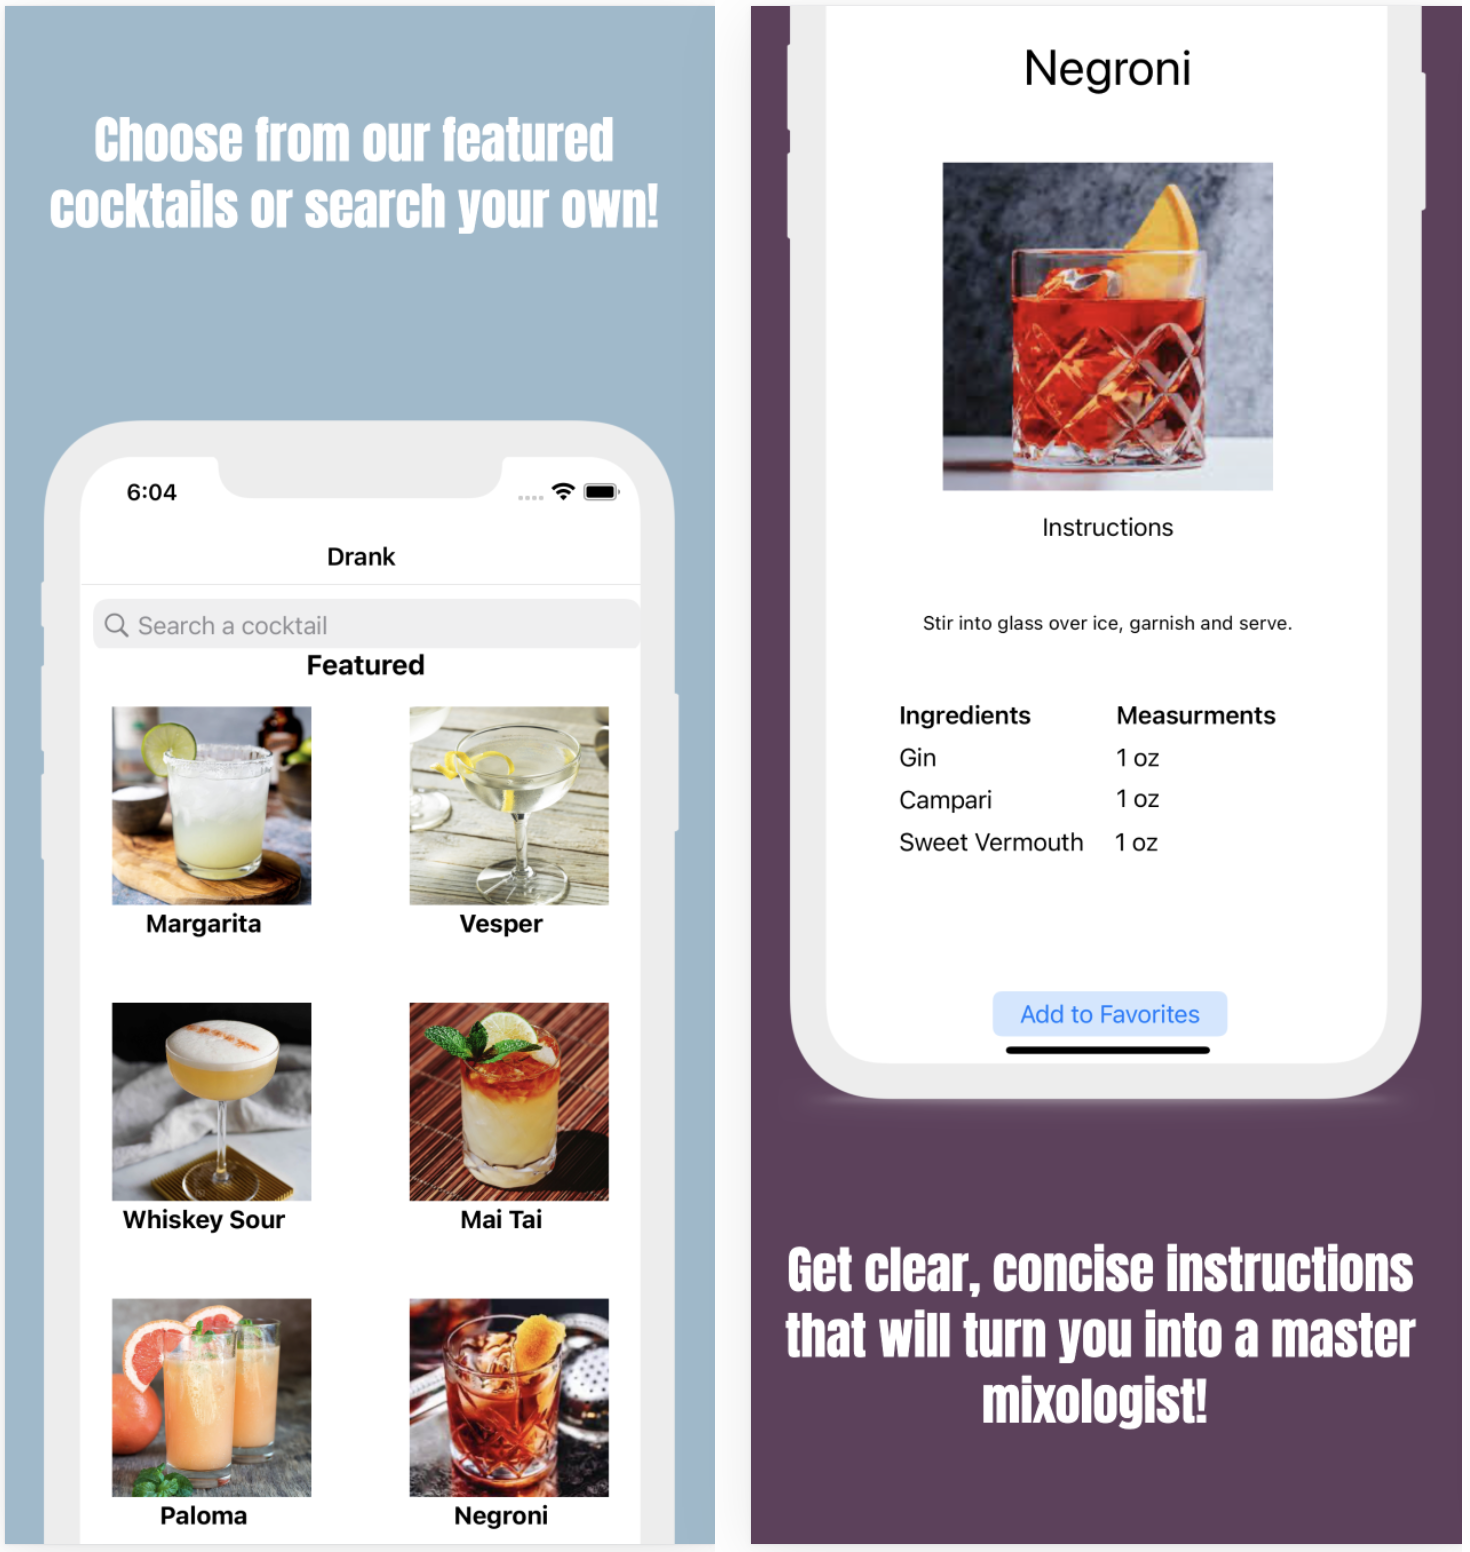 Choose from our featured
cocktails or search your own!
6:04
Drank
Search a cocktail
Featured
Margarita
Vesper
Whiskey Sour
Mai Tai
Paloma
Negroni
Negroni
Instructions
Stir into glass over ice, garnish and serve.
Ingredients Measurments
Gin 1 oz
Campari 1 oz
Sweet Vermouth 1 oz
Add to Favorites
Get clear, concise instructions
that will turn you into a master
mixologist!